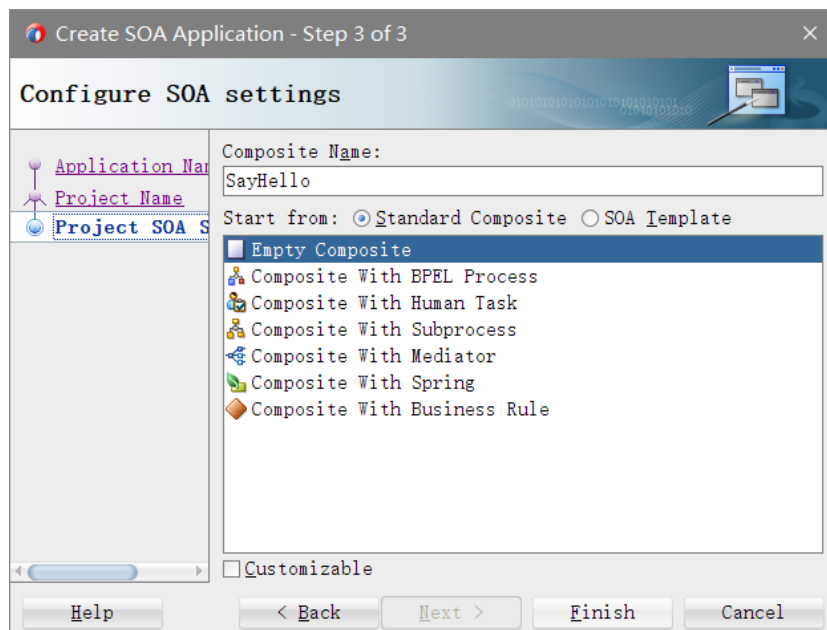 Create SOA Application - Step 3 of 3
Configure SOA settings
Application Nar
Project Name
Project SOA S
Composite Name:
SayHello
Start from: Standard Composite SOA Template
Empty Composite
Composite With BPEL Process
Composite With Human Task
Composite With Subprocess
Composite With Mediator
Composite With Spring
Composite With Business Rule
Customizable
Help < Back Next > Finish Cancel